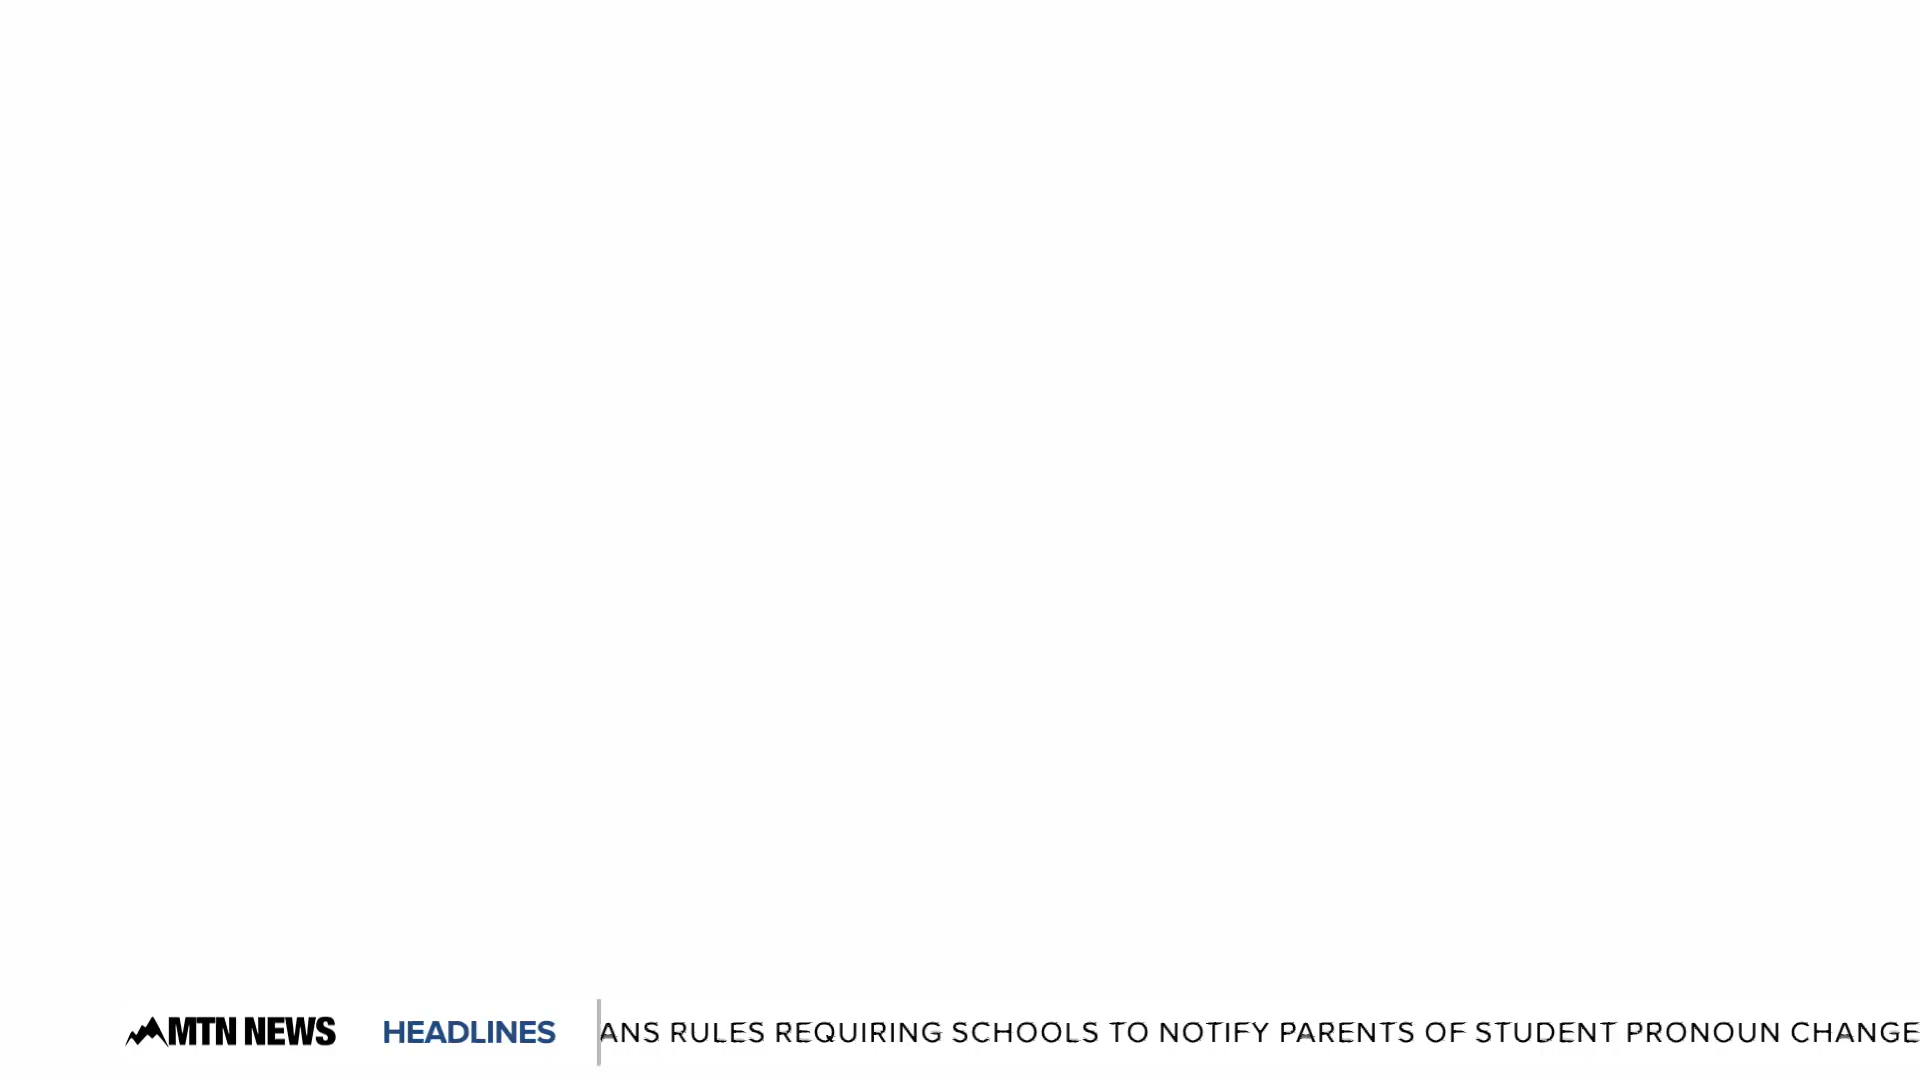 MTN NEWS HEADLINES ANS RULES REQUIRING SCHOOLS TO NOTIFY PARENTS OF STUDENT PRONOUN CHANGE